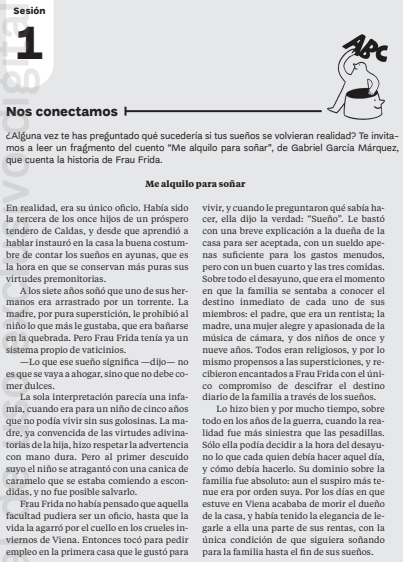 Sesión
1
ABC
Nos conectamos
¿Alguna vez te has preguntado qué sucedería si tus sueños se volvieran realidad? Te invita-
mos a leer un fragmento del cuento "Me alquilo para soñar", de Gabriel García Márquez,
que cuenta la historia de Frau Frida.
Me alquilo para soñar
En realidad, era su único oficio. Había sido
la tercera de los once hijos de un próspero
tendero de Caldas, y desde que aprendió a
hablar instauró en la casa la buena costum-
bre de contar los sueños en ayunas, que es
la hora en que se conservan más puras sus
virtudes premonitorias.
A los siete años soñó que uno de sus her-
manos era arrastrado por un torrente. La
madre, por pura superstición, le prohibió al
niño lo que más le gustaba, que era bañarse
en la quebrada. Pero Frau Frida tenía ya un
sistema propio de vaticinios.
—Lo que ese sueño significa —dijo— no
es que se vaya a ahogar, sino que no debe co-
mer dulces.
La sola interpretación parecía una infa-
mia, cuando era para un niño de cinco años
que no podía vivir sin sus golosinas. La ma-
dre, ya convencida de las virtudes adivina-
torias de la hija, hizo respetar la advertencia
con mano dura. Pero al primer descuido
suyo el niño se atragantó con una canica de
caramelo que se estaba comiendo a escon-
didas, y no fue posible salvarlo.
Frau Frida no había pensado que aquella
facultad pudiera ser un oficio, hasta que la
vida la agarró por el cuello en los crueles in-
viernos de Viena. Entonces tocó para pedir
empleo en la primera casa que le gustó para
vivir, y cuando le preguntaron qué sabía ha-
cer, ella dijo la verdad: "Sueño". Le bastó
con una breve explicación a la dueña de la
casa para ser aceptada, con un sueldo ape-
nas suficiente para los gastos menudos,
pero con un buen cuarto y las tres comidas.
Sobre todo el desayuno, que era el momento
en que la familia se sentaba a conocer el
destino inmediato de cada uno de sus
miembros: el padre, que era un rentista; la
madre, una mujer alegre y apasionada de la
música de cámara, y dos niños de once y
nueve años. Todos eran religiosos, y por lo
mismo propensos a las supersticiones, y re-
cibieron encantados a Frau Frida con el úni-
co compromiso de descifrar el destino
diario de la familia a través de los sueños.
Lo hizo bien y por mucho tiempo, sobre
todo en los años de la guerra, cuando la rea-
lidad fue más siniestra que las pesadillas.
Sólo ella podía decidir a la hora del desayu-
no lo que cada quien debía hacer aquel día,
y cómo debía hacerlo. Su dominio sobre la
familia fue absoluto: aun el suspiro más te-
nue era por orden suya. Por los días en que
estuve en Viena acababa de morir el dueño
de la casa, y había tenido la elegancia de le-
garle a ella una parte de sus rentas, con la
única condición de que siguiera soñando
para la familia hasta el fin de sus sueños.